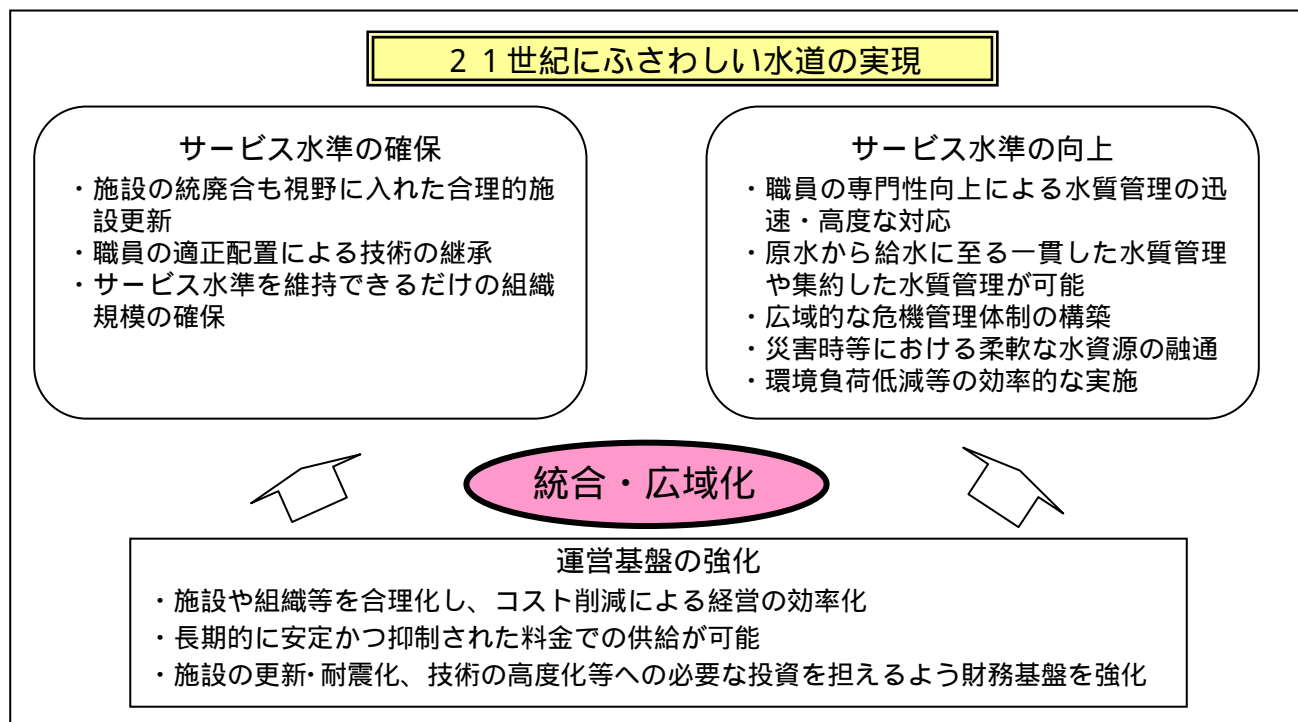 ２１世紀にふさわしい水道の実現
サービス水準の確保
・施設の統廃合も視野に入れた合理的施
設更新
・職員の適正配置による技術の継承
・サービス水準を維持できるだけの組織
規模の確保
サービス水準の向上
・職員の専門性向上による水質管理の迅
速・高度な対応
・原水から給水に至る一貫した水質管理
や集約した水質管理が可能
・広域的な危機管理体制の構築
・災害時等における柔軟な水資源の融通
・環境負荷低減等の効率的な実施
統合・広域化
運営基盤の強化
・施設や組織等を合理化し、コスト削減による経営の効率化
・長期的に安定かつ抑制された料金での供給が可能
・施設の更新・耐震化、技術の高度化等への必要な投資を担えるよう財務基盤を強化